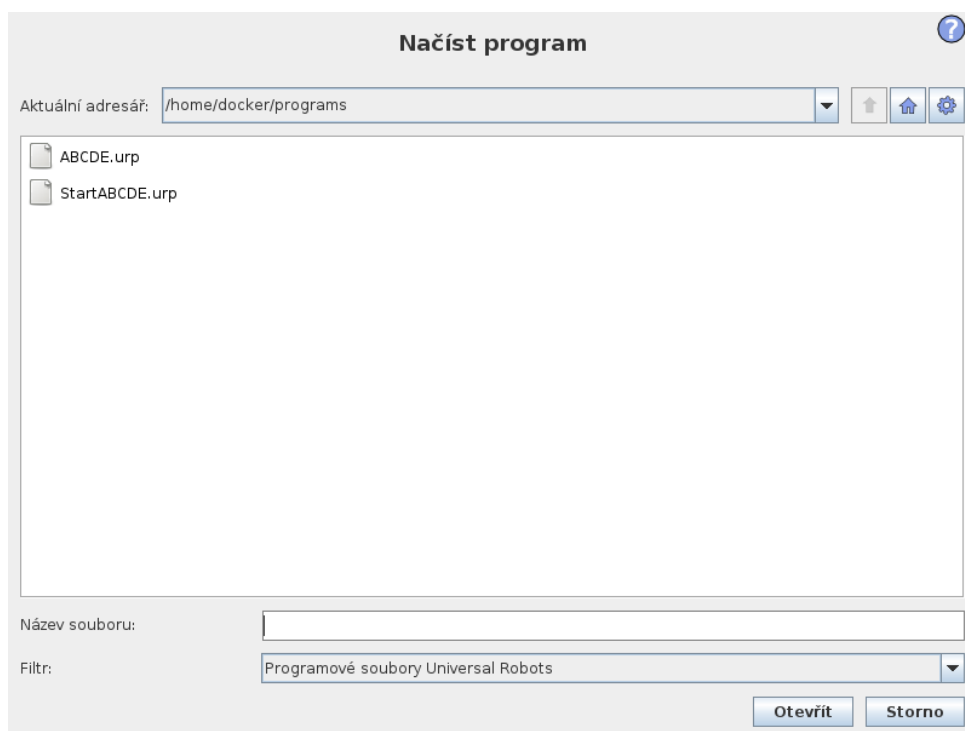 Načíst program
?
Aktuální adresář: /home/docker/programs
ABCDE.urp
StartABCDE.urp
Název souboru:
Filtr: Programové soubory Universal Robots
Otevřít Storno